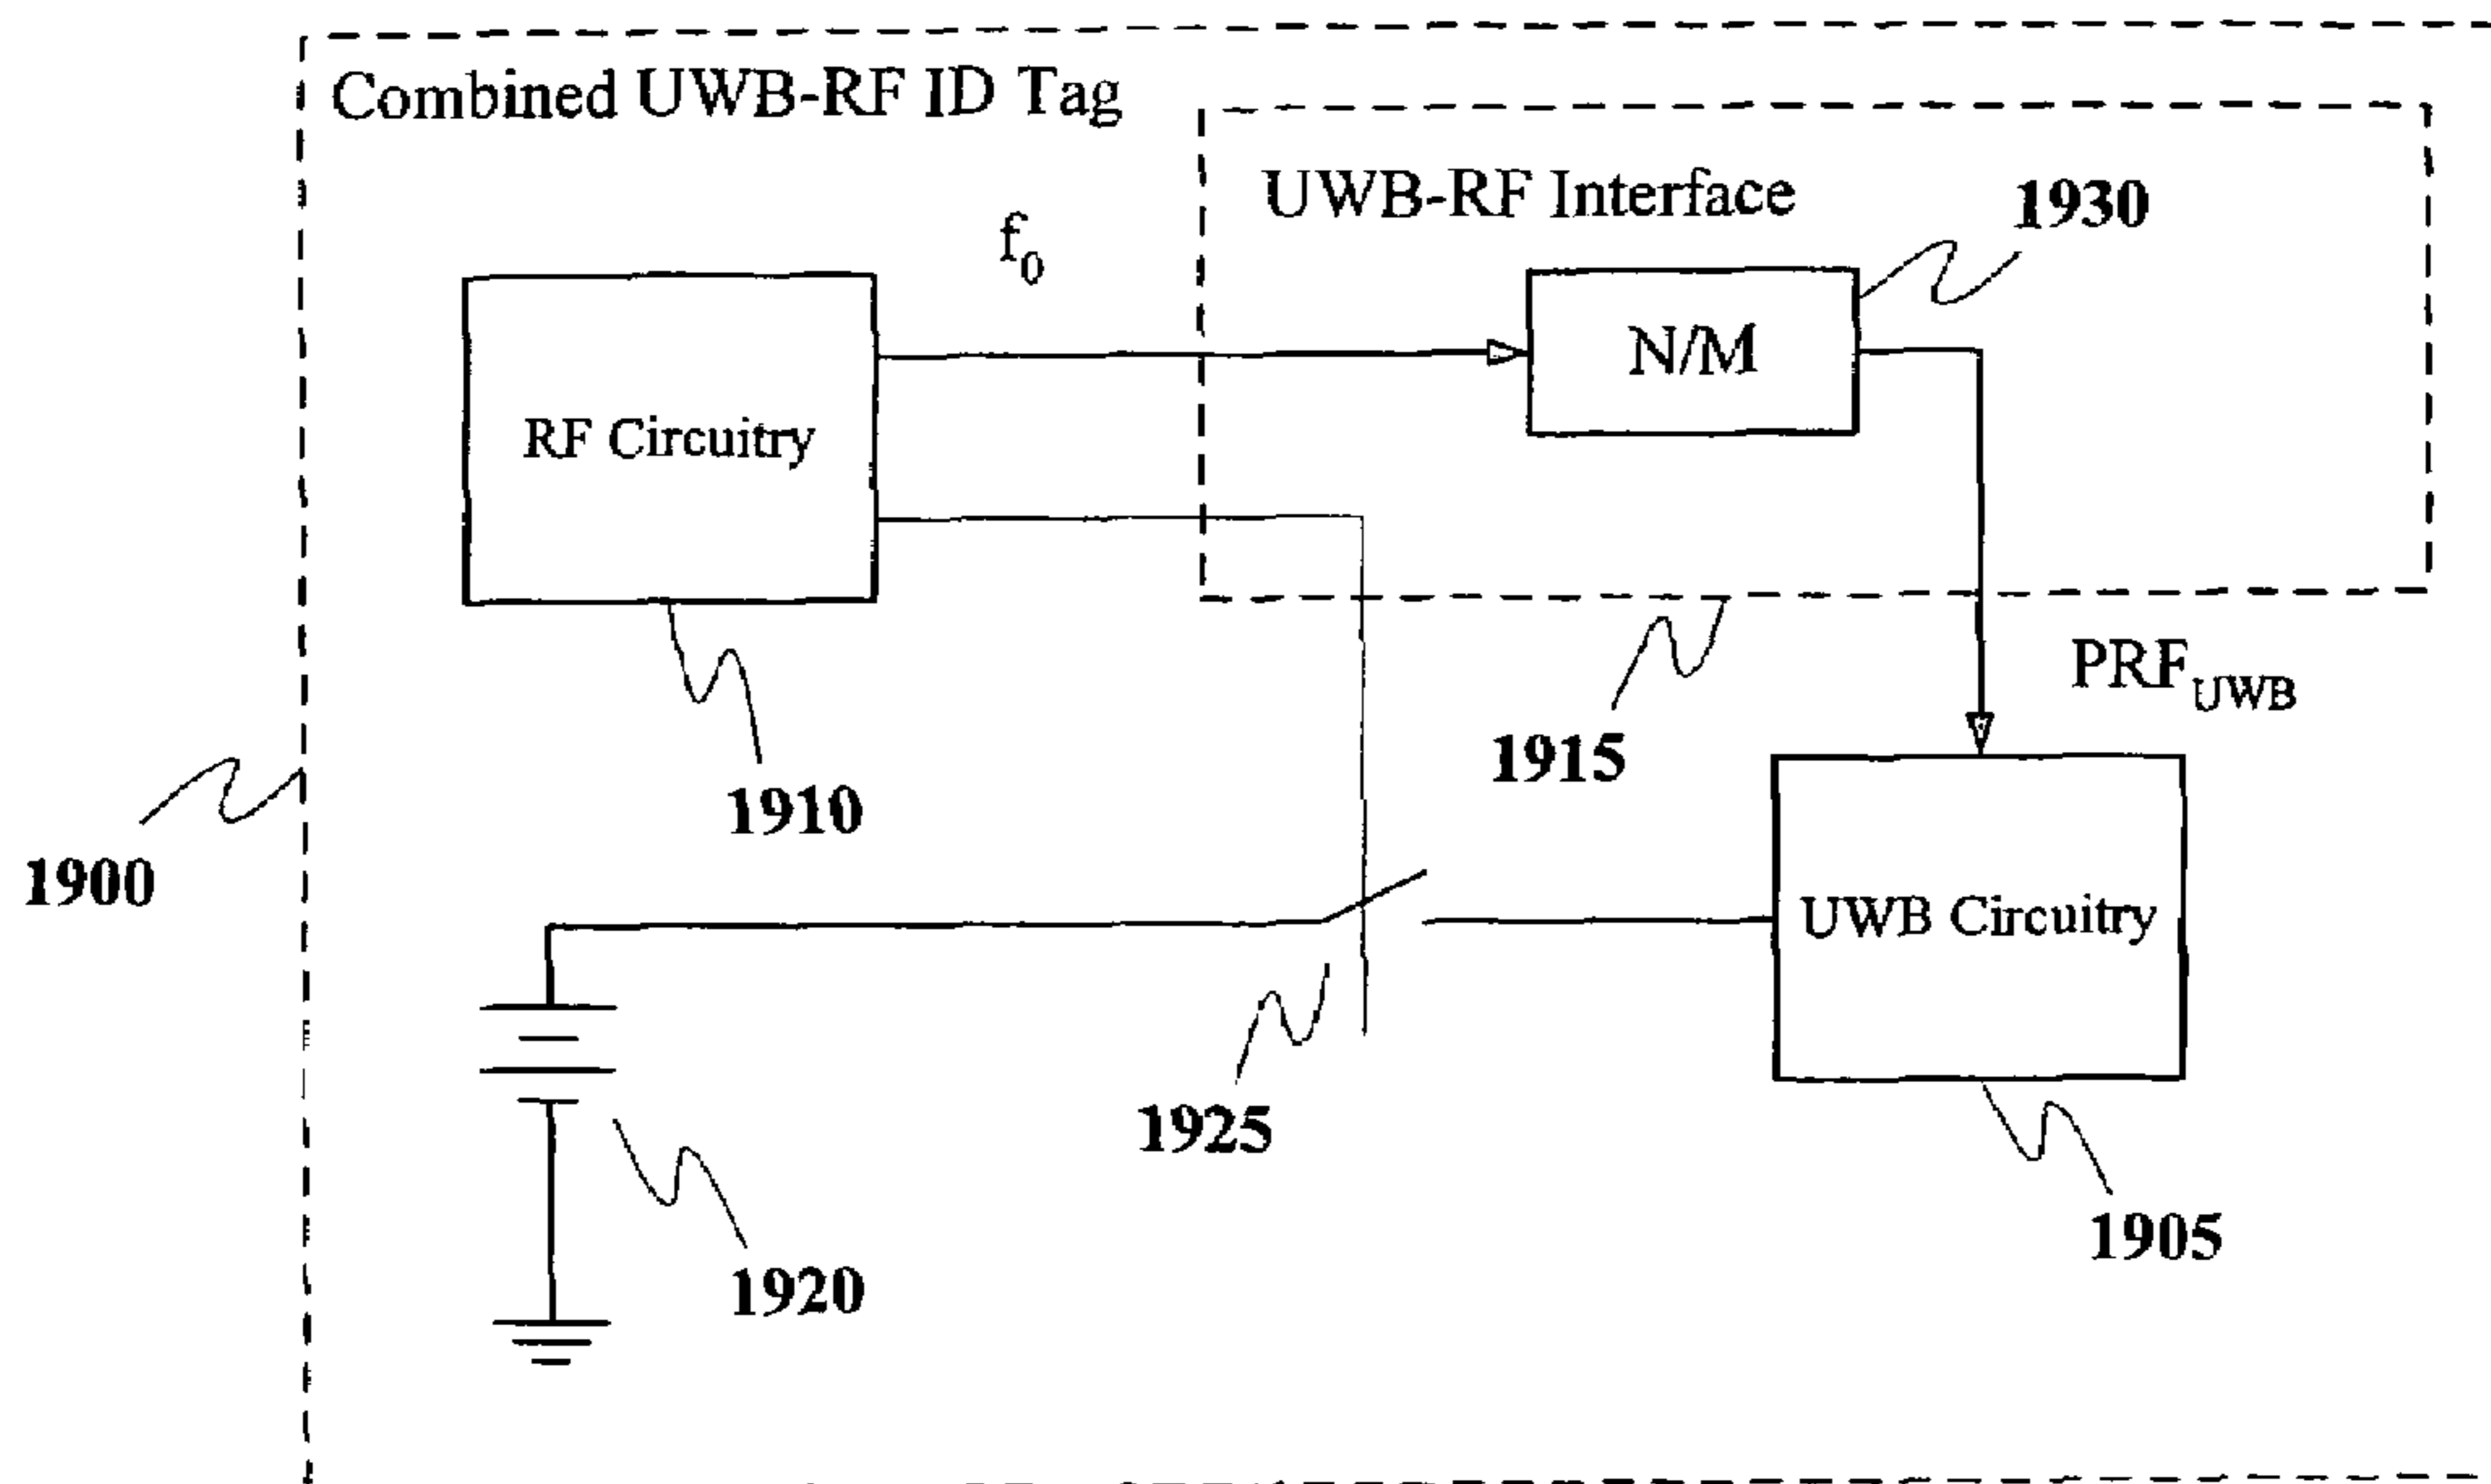 Combined UWB-RF ID Tag
UWB-RF Interface
1930
f0
N/M
RF Circuitry
PRFUWB
1915
1910
1900
UWB Circuitry
1925
1905
1920